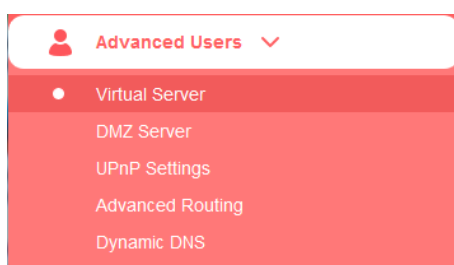 Advanced Users
Virtual Server
DMZ Server
UPnP Settings
Advanced Routing
Dynamic DNS